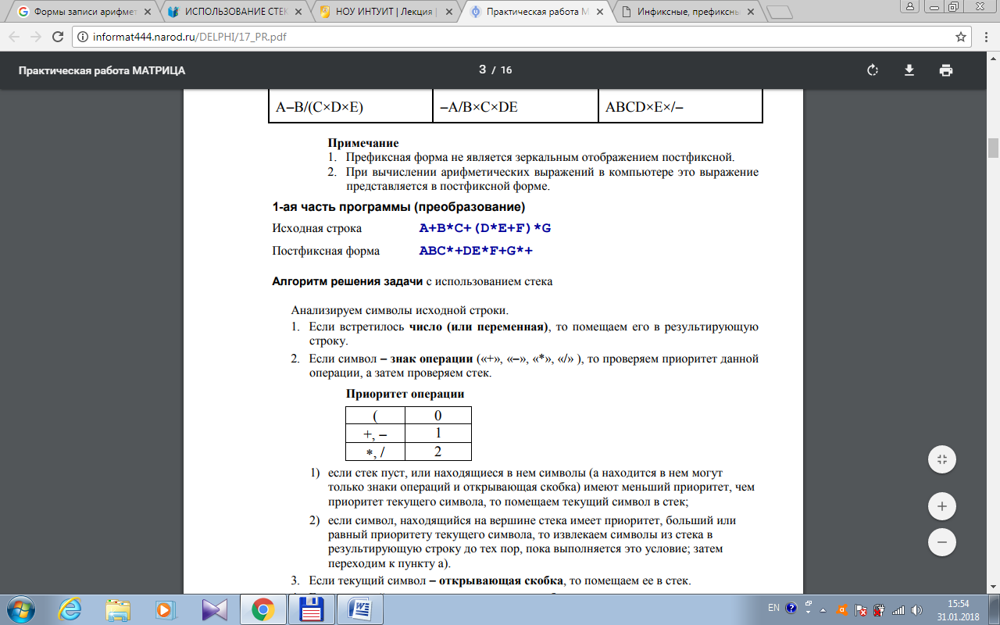 Формы записи арифмет
ИСПОЛЬЗОВАНИЕ СТЕК
НОУ ИНТУИТ | Лекция |
Практическая работа М
Инфиксные, префиксны
informat444.narod.ru/DELPHI/17_PR.pdf
Практическая работа МАТРИЦА
3 / 16
A–B/(C×D×E)
–A/B×C×DE
ABCD×E×/–
Примечание
1. Префиксная форма не является зеркальным отображением постфиксной.
2. При вычислении арифметических выражений в компьютере это выражение
представляется в постфиксной форме.
1-ая часть программы (преобразование)
Исходная строка A+B*C+(D*E+F)*G
Постфиксная форма ABC*+DE*F+G*+
Алгоритм решения задачи с использованием стека
Анализируем символы исходной строки.
1. Если встретилось число (или переменная), то помещаем его в результирующую
строку.
2. Если символ – знак операции («+», «–», «*», «/» ), то проверяем приоритет данной
операции, а затем проверяем стек.
Приоритет операции
( 0
+, – 1
*, / 2
1) если стек пуст, или находящиеся в нем символы (а находится в нем могут
только знаки операций и открывающая скобка) имеют меньший приоритет, чем
приоритет текущего символа, то помещаем текущий символ в стек;
2) если символ, находящийся на вершине стека имеет приоритет, больший или
равный приоритету текущего символа, то извлекаем символы из стека в
результирующую строку до тех пор, пока выполняется это условие; затем
переходим к пункту а).
3. Если текущий символ – открывающая скобка, то помещаем ее в стек.
EN
15:54
31.01.2018